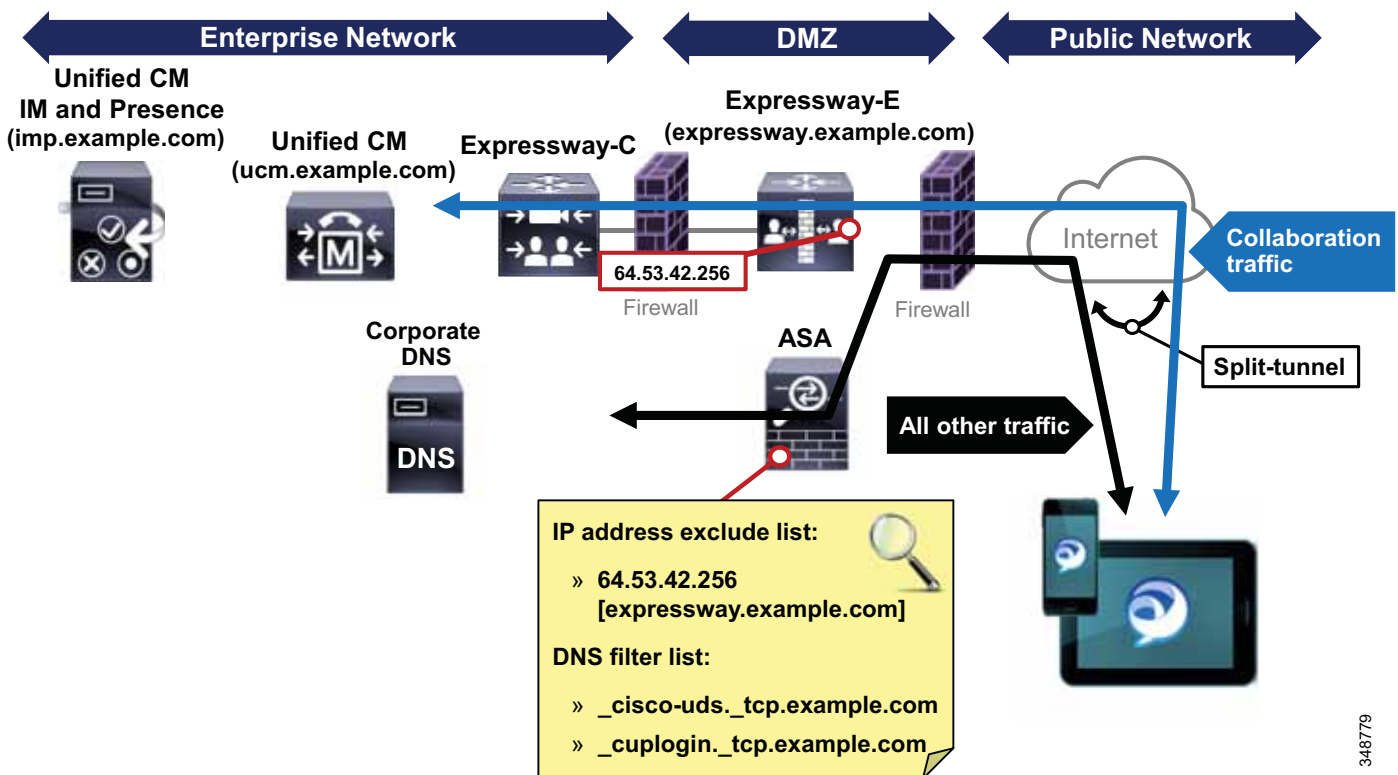 Enterprise Network
DMZ
Public Network
Unified CM
IM and Presence
(imp.example.com)
Unified CM
(ucm.example.com)
Expressway-C
Expressway-E
(expressway.example.com)
M
64.53.42.256
Firewall
Firewall
Internet
Collaboration
traffic
Split-tunnel
Corporate
DNS
DNS
ASA
All other traffic
IP address exclude list:
» 64.53.42.256
[expressway.example.com]
DNS filter list:
» _cisco-uds._tcp.example.com
» _cuplogin._tcp.example.com
348779